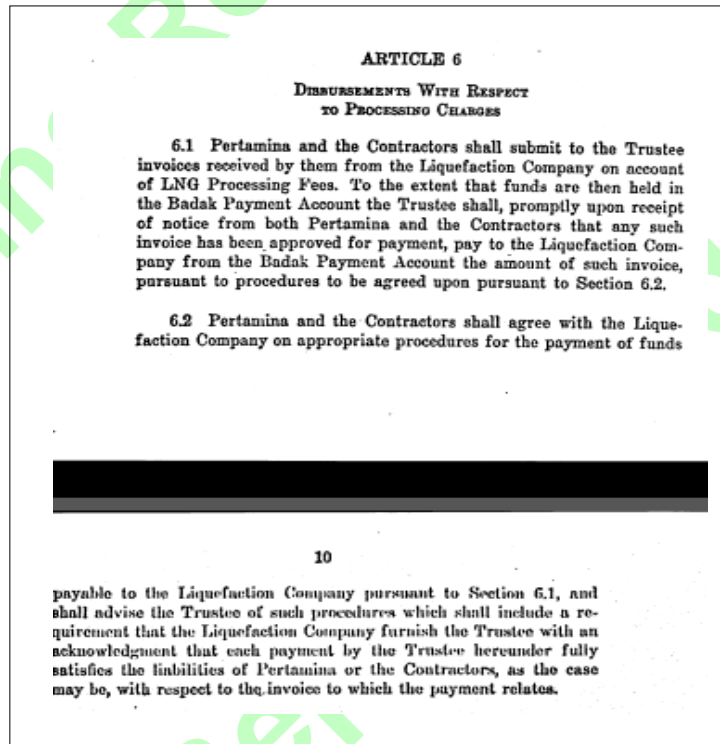 ARTICLE 6
DISBURSEMENTS WITH RESPECT
TO PROCESSING CHARGES
6.1 Pertamina and the Contractors shall submit to the Trustee
invoices received by them from the Liquefaction Company on account
of LNG Processing Fees. To the extent that funds are then held in
the Badak Payment Account the Trustee shall, promptly upon receipt
of notice from both Pertamina and the Contractors that any such
invoice has been approved for payment, pay to the Liquefaction Com-
pany from the Badak Payment Account the amount of such invoice,
pursuant to procedures to be agreed upon pursuant to Section 6.2.
6.2 Pertamina and the Contractors shall agree with the Lique-
faction Company on appropriate procedures for the payment of funds
10
payable to the Liquefaction Company pursuant to Section 6.1, and
shall advise the Trustee of such procedures which shall include a re-
quirement that the Liquefaction Company furnish the Trustee with an
acknowledgment that each payment by the Trustee hereunder fully
satisfies the liabilities of Pertamina or the Contractors, as the case
may be, with respect to the invoice to which the payment relates.